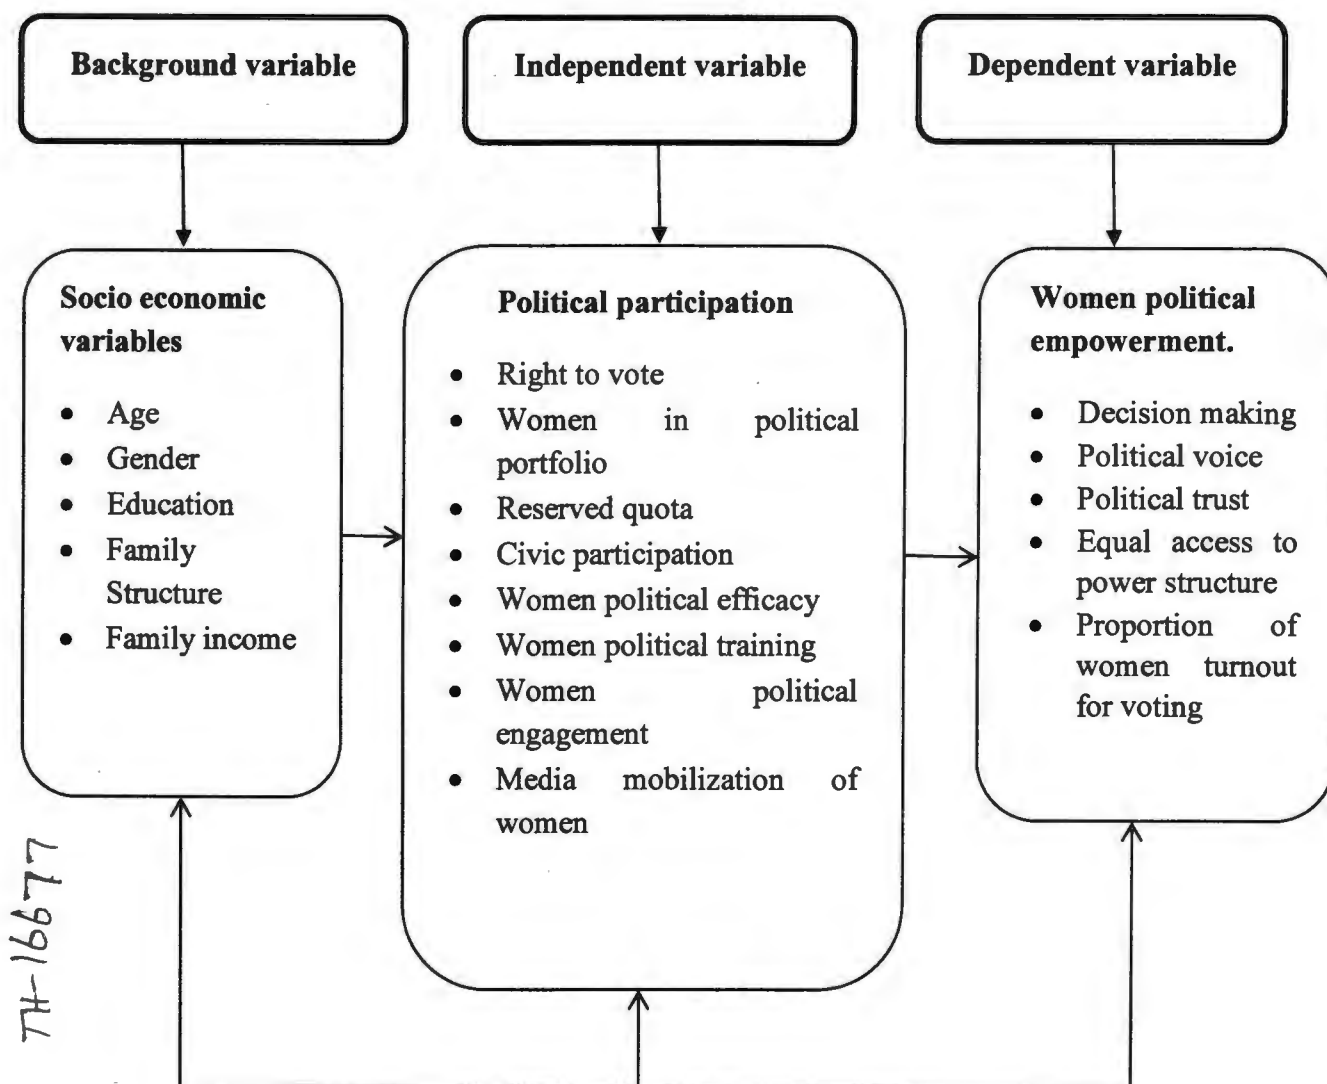 Background variable
Independent variable
Dependent variable
Socio economic
variables
• Age
• Gender
• Education
• Family
Structure
• Family income
Political participation
• Right to vote
• Women in political
portfolio
• Reserved quota
• Civic participation
• Women political efficacy
• Women political training
• Women political
engagement
• Media mobilization of
women
Women political
empowerment.
• Decision making
• Political voice
• Political trust
• Equal access to
power structure
• Proportion of
women turnout
for voting
TH-16677